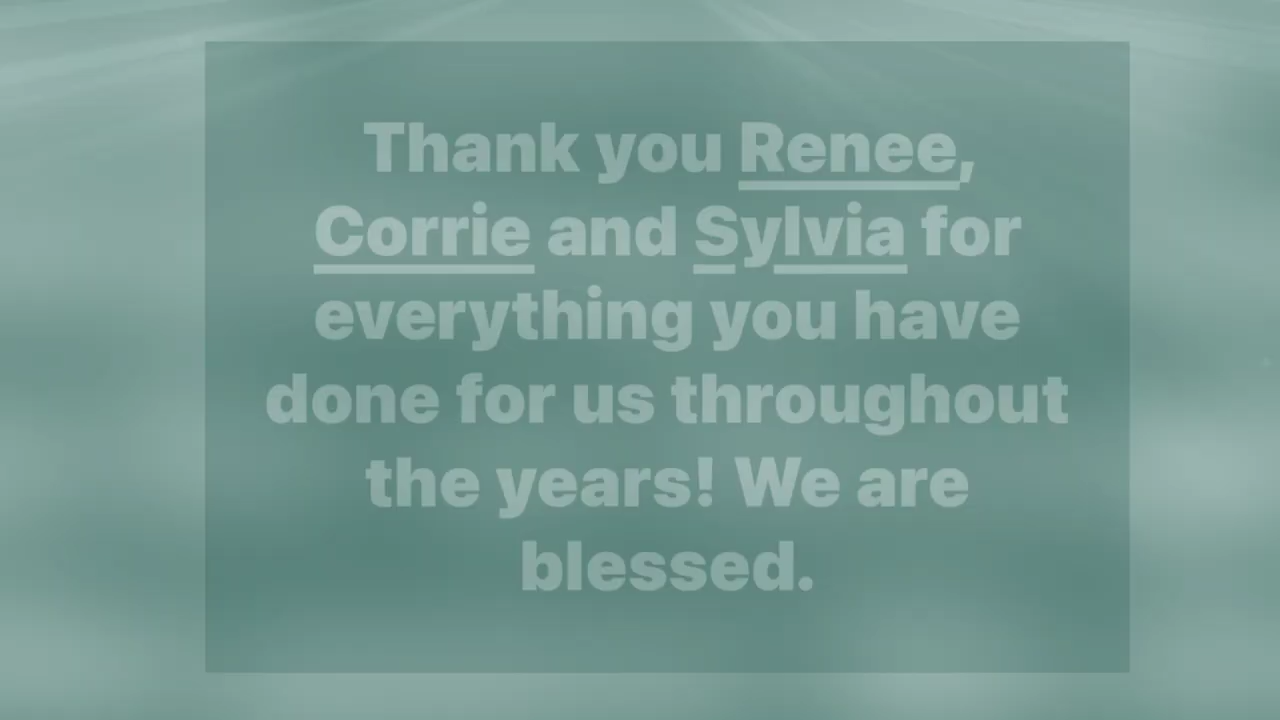 Thank you Renee,
Corrie and Sylvia for
everything you have
done for us throughout
the years! We are
blessed.